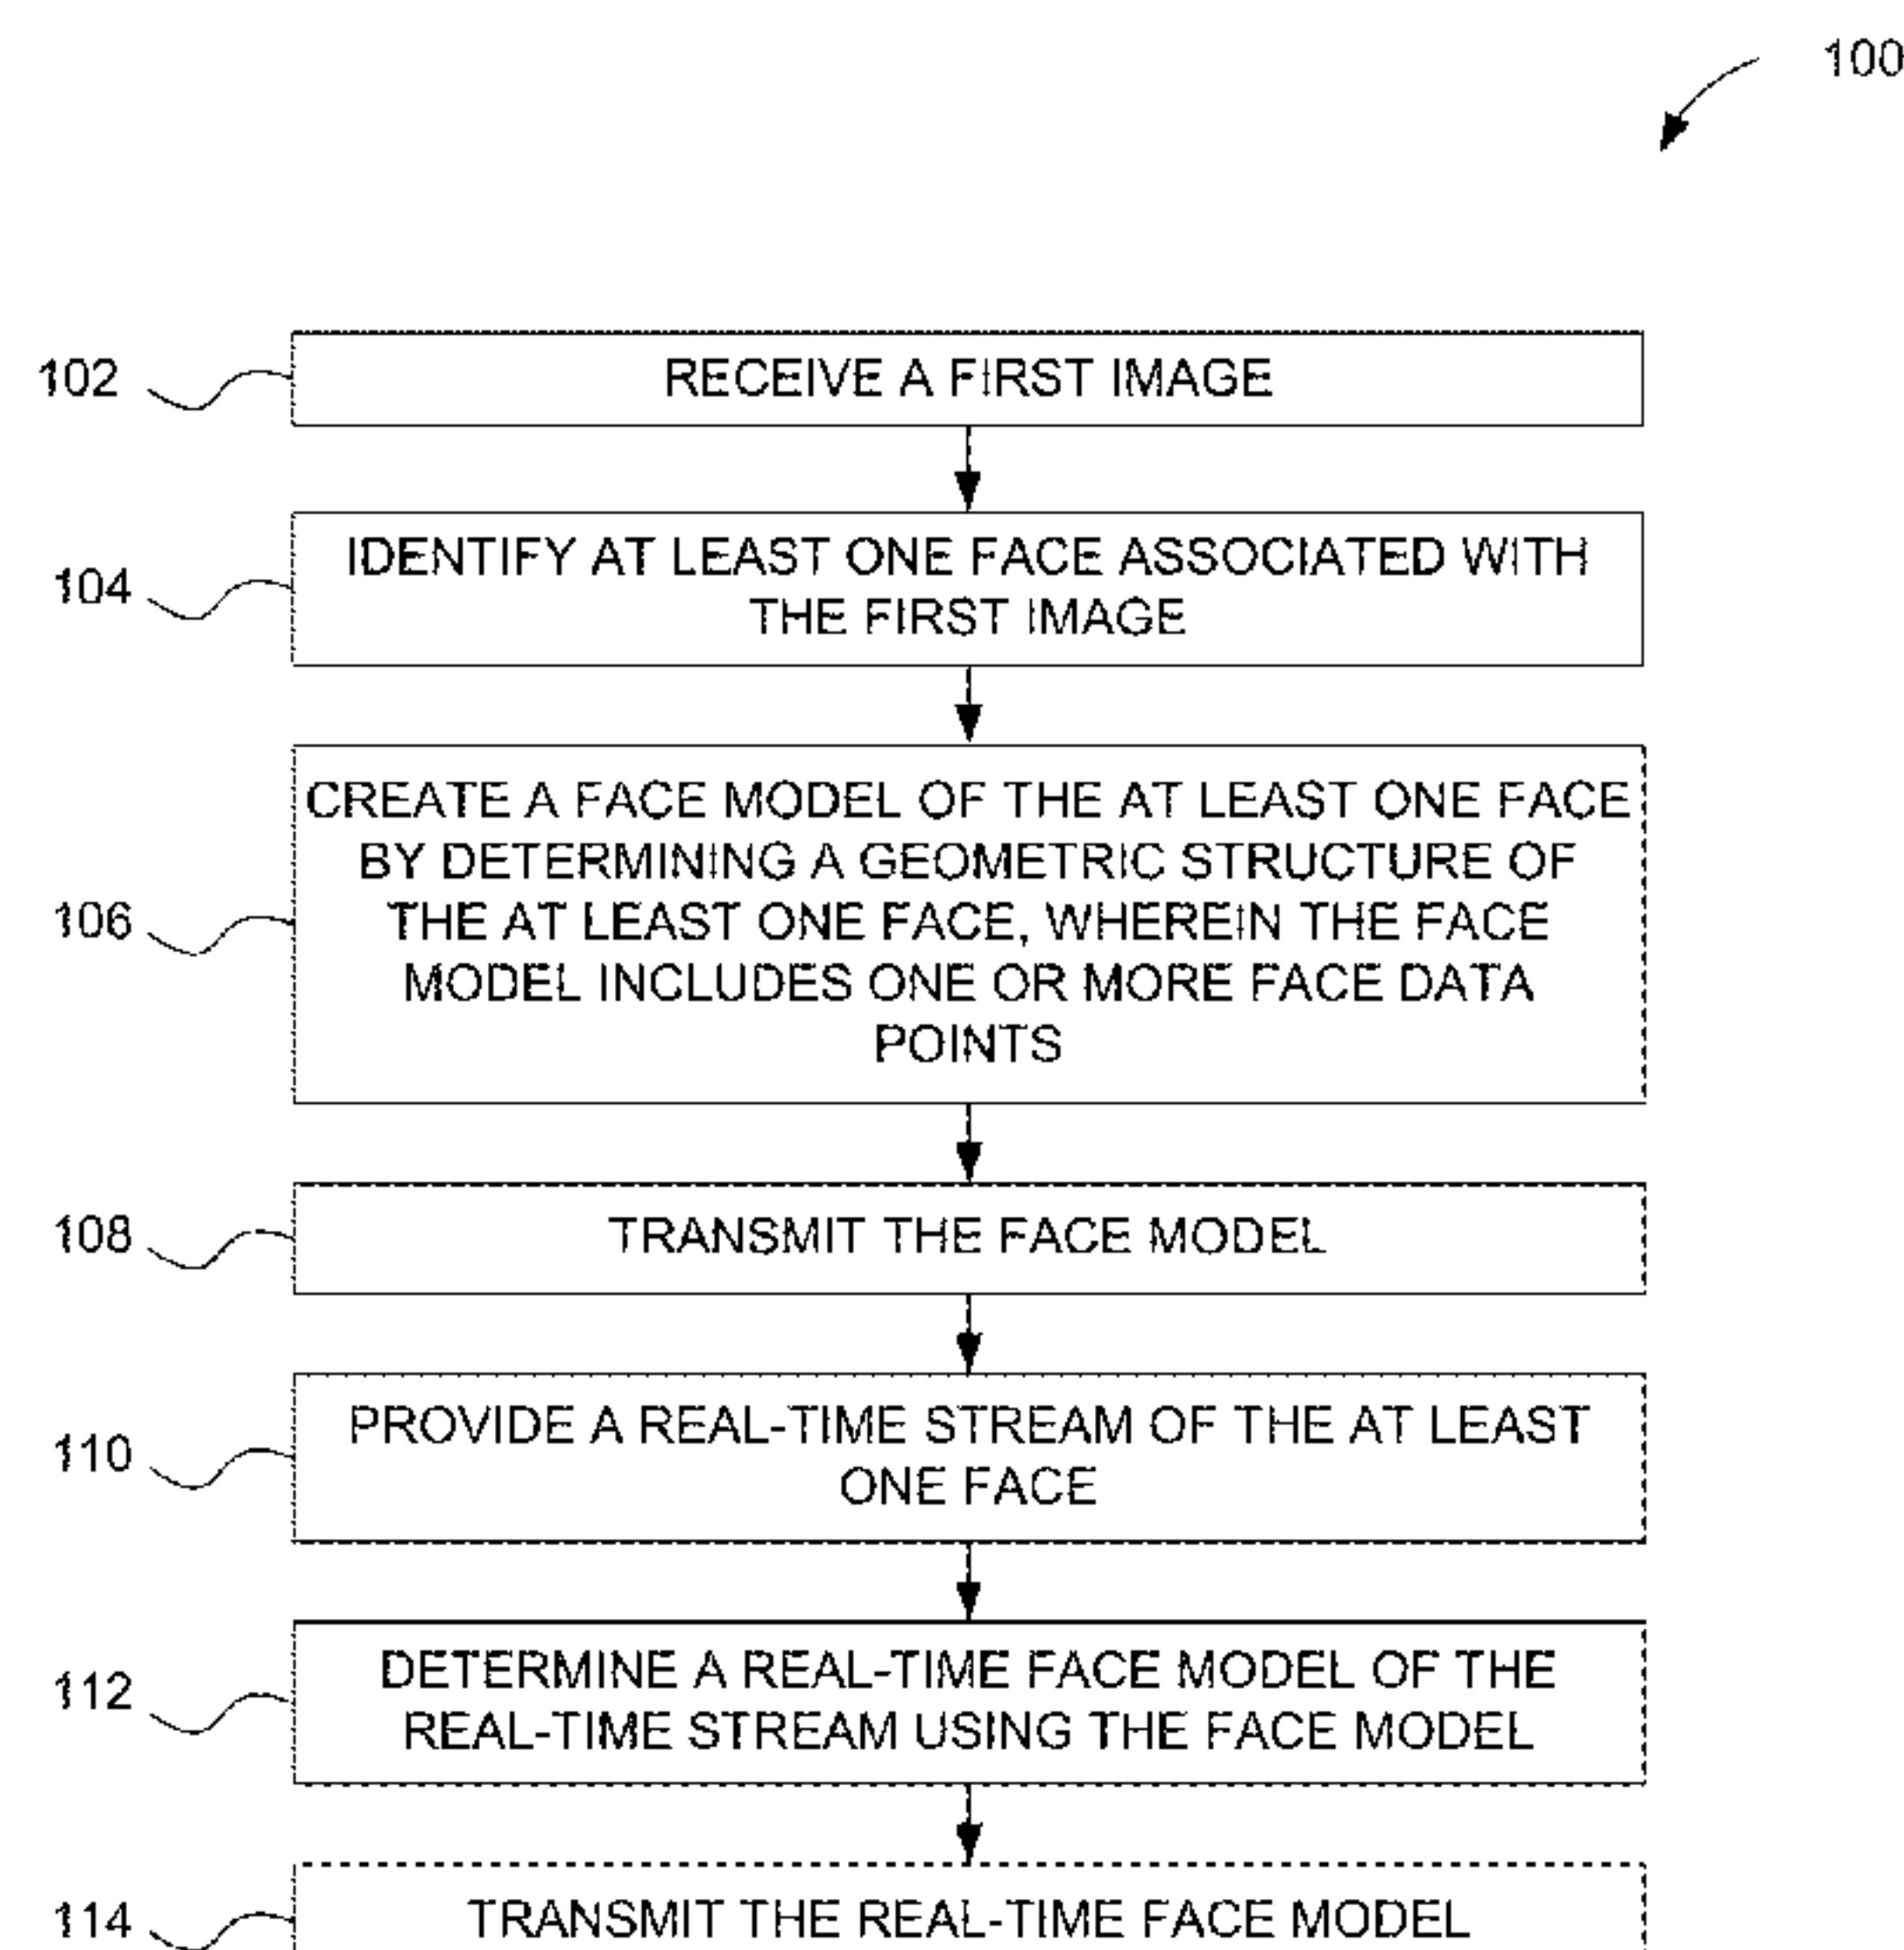 100
102
RECEIVE A FIRST IMAGE
104
IDENTIFY AT LEAST ONE FACE ASSOCIATED WITH
THE FIRST IMAGE
106
CREATE A FACE MODEL OF THE AT LEAST ONE FACE
BY DETERMINING A GEOMETRIC STRUCTURE OF
THE AT LEAST ONE FACE, WHEREIN THE FACE
MODEL INCLUDES ONE OR MORE FACE DATA
POINTS
108
TRANSMIT THE FACE MODEL
110
PROVIDE A REAL-TIME STREAM OF THE AT LEAST
ONE FACE
112
DETERMINE A REAL-TIME FACE MODEL OF THE
REAL-TIME STREAM USING THE FACE MODEL
114
TRANSMIT THE REAL-TIME FACE MODEL